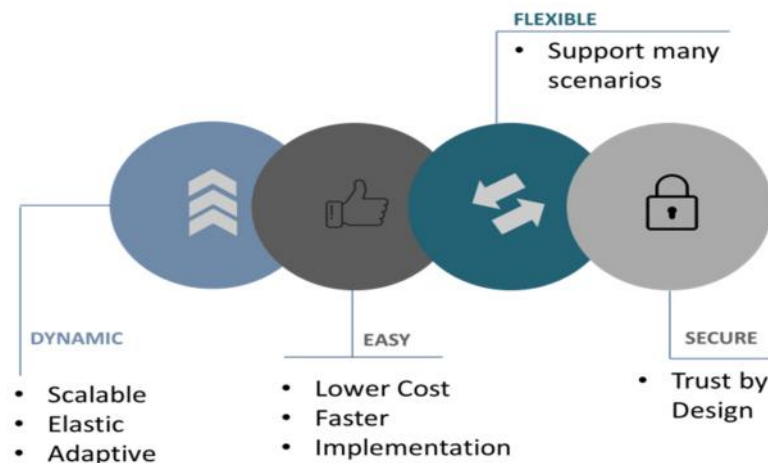 FLEXIBLE
• Support many
scenarios
DYNAMIC
• Scalable
• Elastic
• Adaptive
EASY
• Lower Cost
• Faster
• Implementation
SECURE
• Trust by
Design